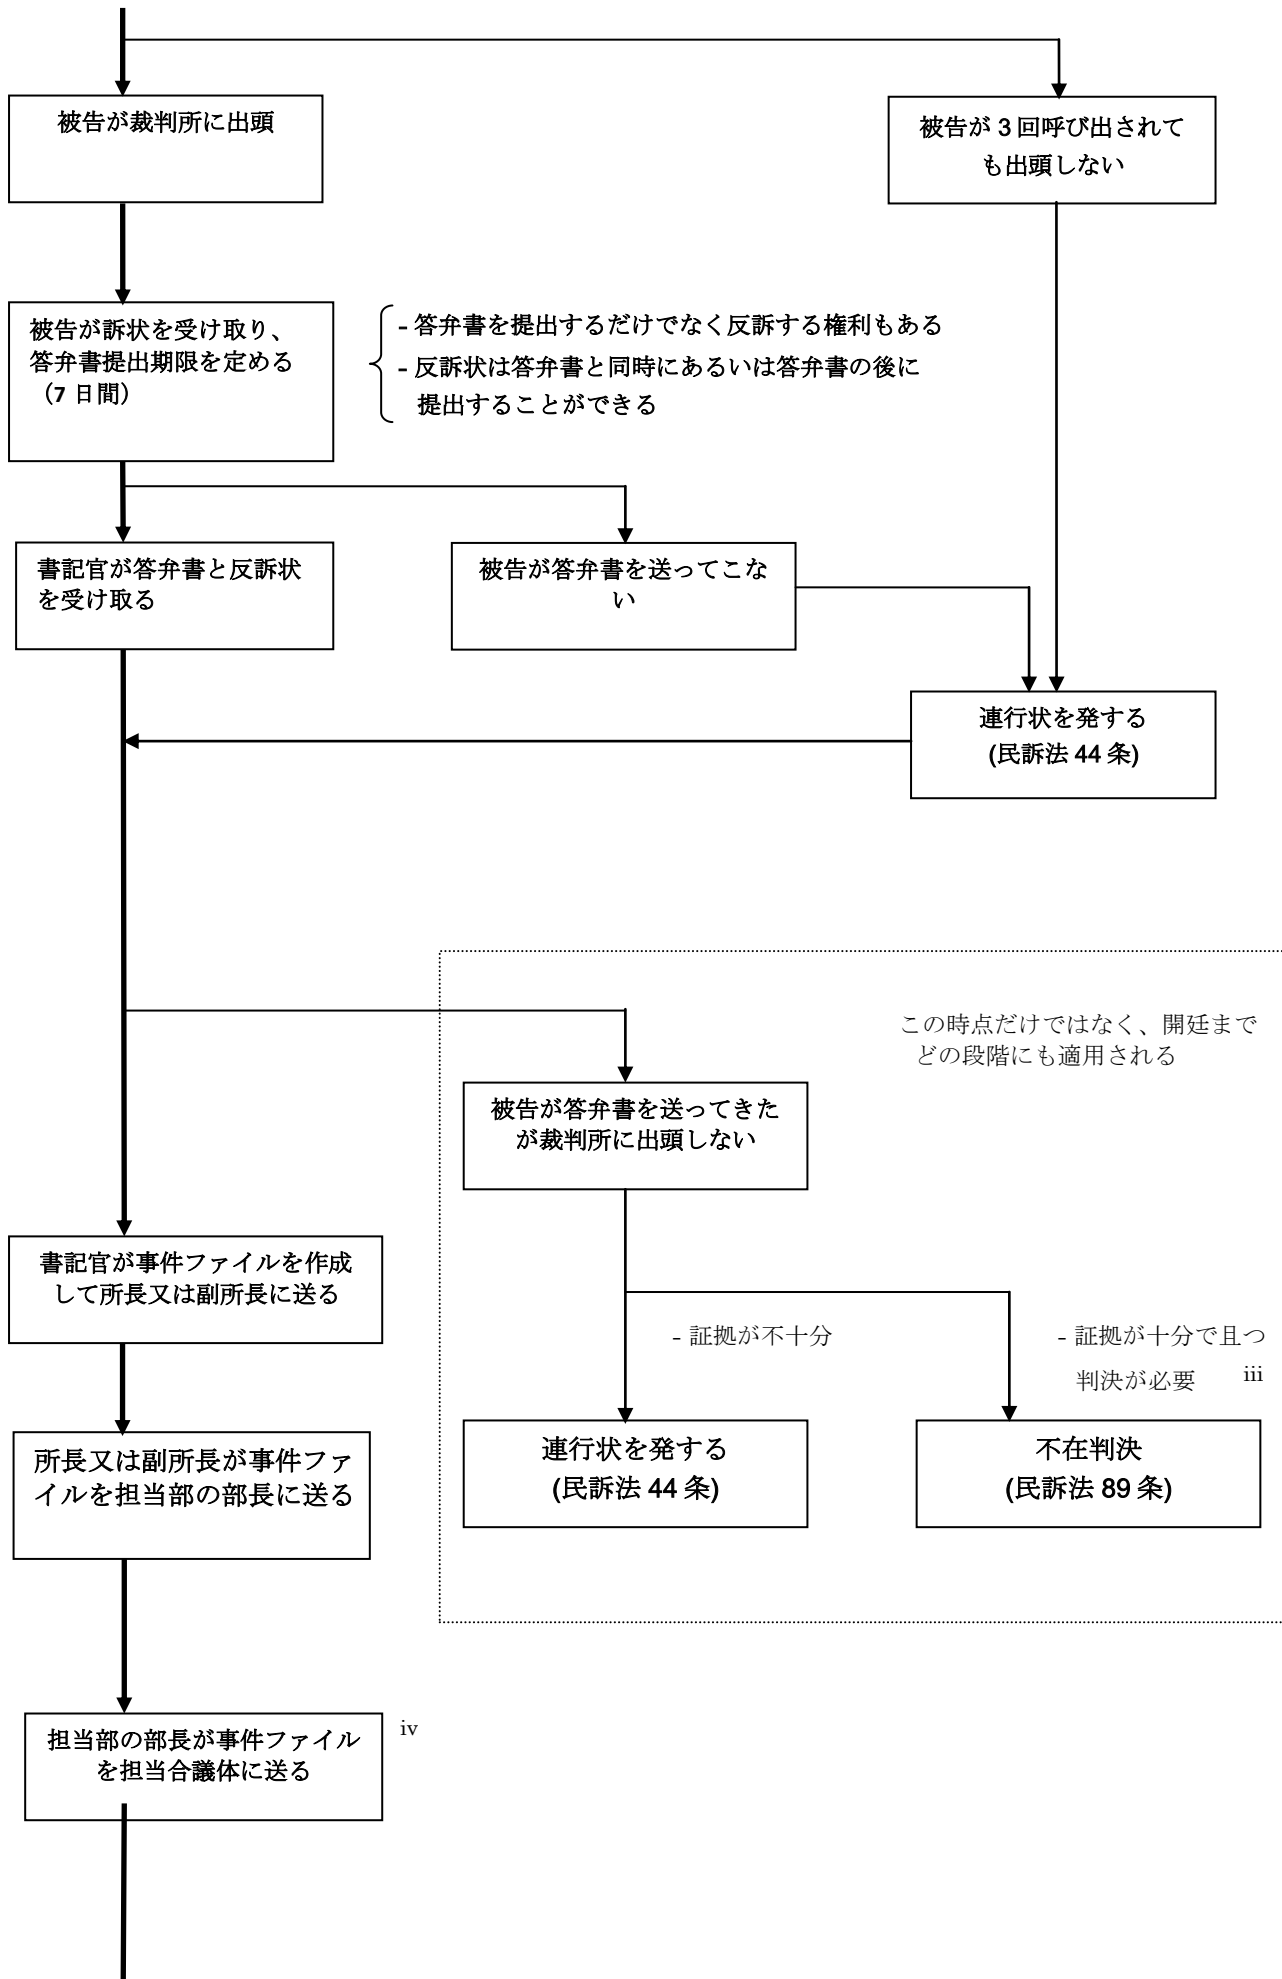 被告が裁判所に出頭
被告が 3 回呼び出されて
も出頭しない
被告が訴状を受け取り、
答弁書提出期限を定める
（7 日間）
- 答弁書を提出するだけでなく反訴する権利もある
- 反訴状は答弁書と同時にあるいは答弁書の後に
提出することができる
書記官が答弁書と反訴状
を受け取る
被告が答弁書を送ってこな
い
連行状を発する
(民訴法 44 条)
この時点だけではなく、開廷まで
どの段階にも適用される
被告が答弁書を送ってきた
が裁判所に出頭しない
書記官が事件ファイルを作成
して所長又は副所長に送る
- 証拠が不十分
- 証拠が十分で且つ
判決が必要 iii
所長又は副所長が事件ファ
イルを担当部の部長に送る
連行状を発する
(民訴法 44 条)
不在判決
(民訴法 89 条)
担当部の部長が事件ファイル
を担当合議体に送る
iv